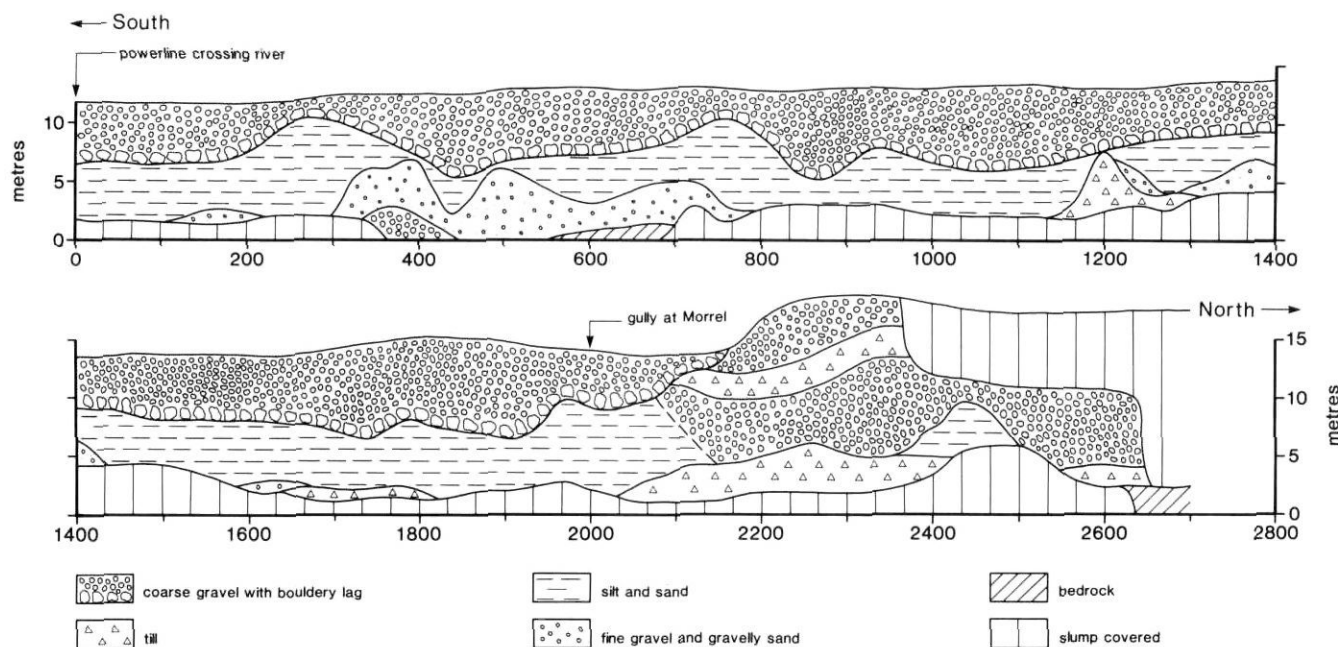 South
powerline crossing river
metres
10
5
0
0 200 400 600 800 1000 1200 1400
gully at Morrel
North
15
10
5
0
metres
1400 1600 1800 2000 2200 2400 2600 2800
coarse gravel with bouldery lag
silt and sand
bedrock
till
fine gravel and gravelly sand
slump covered